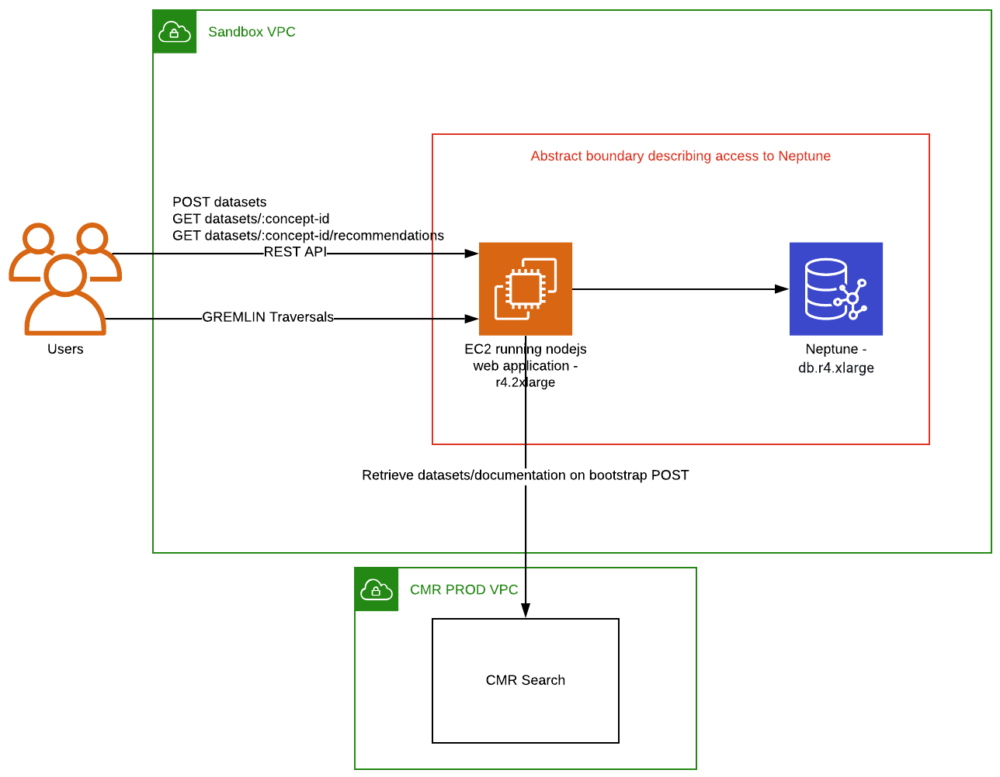 Sandbox VPC
Abstract boundary describing access to Neptune
POST datasets
GET datasets/:concept-id
GET datasets/:concept-id/recommendations
REST API
GREMLIN Traversals
Users
EC2 running nodejs
web application -
r4.2xlarge
Neptune -
db.r4.xlarge
Retrieve datasets/documentation on bootstrap POST
CMR PROD VPC
CMR Search